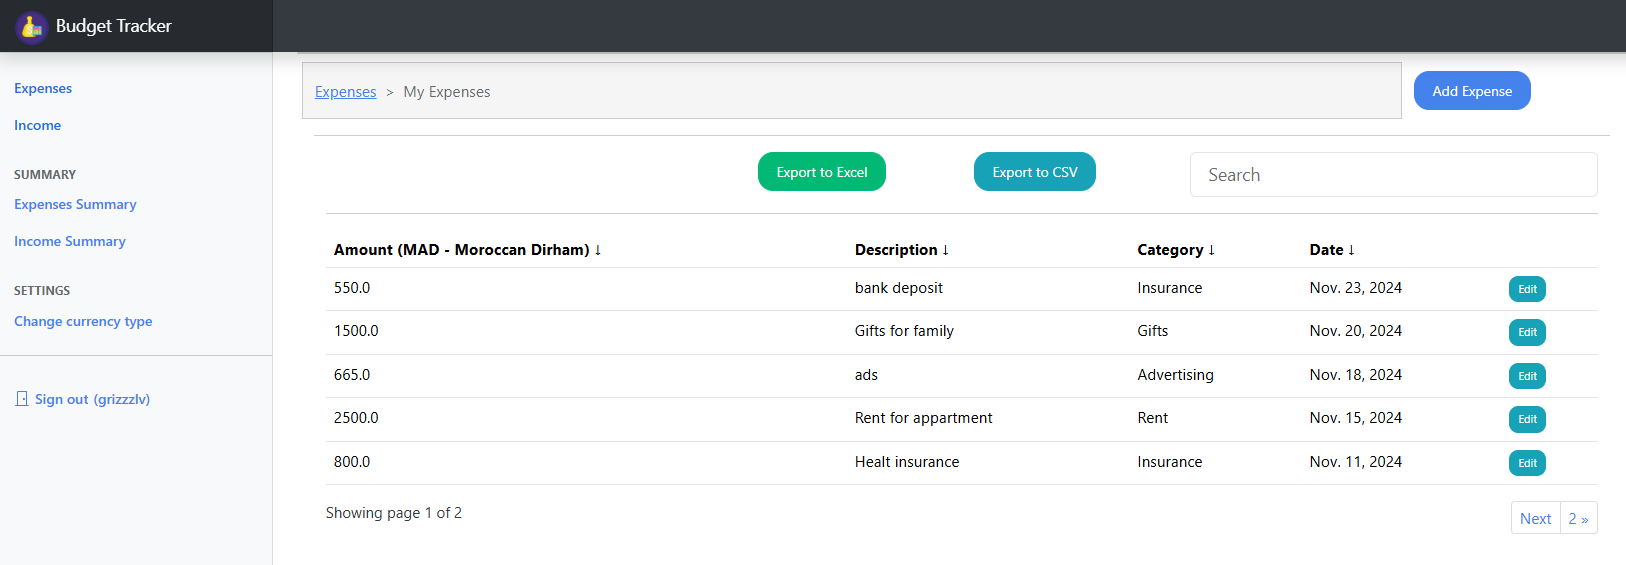 Budget Tracker
Expenses
Income
SUMMARY
Expenses Summary
Income Summary
SETTINGS
Change currency type
Sign out (grizzzlv)
Expenses > My Expenses
Add Expense
Export to Excel Export to CSV Search
Amount (MAD - Moroccan Dirham) ↓ Description ↓ Category ↓ Date ↓
550.0 bank deposit Insurance Nov. 23, 2024 Edit
1500.0 Gifts for family Gifts Nov. 20, 2024 Edit
665.0 ads Advertising Nov. 18, 2024 Edit
2500.0 Rent for appartment Rent Nov. 15, 2024 Edit
800.0 Healt insurance Insurance Nov. 11, 2024 Edit
Showing page 1 of 2 Next 2 »